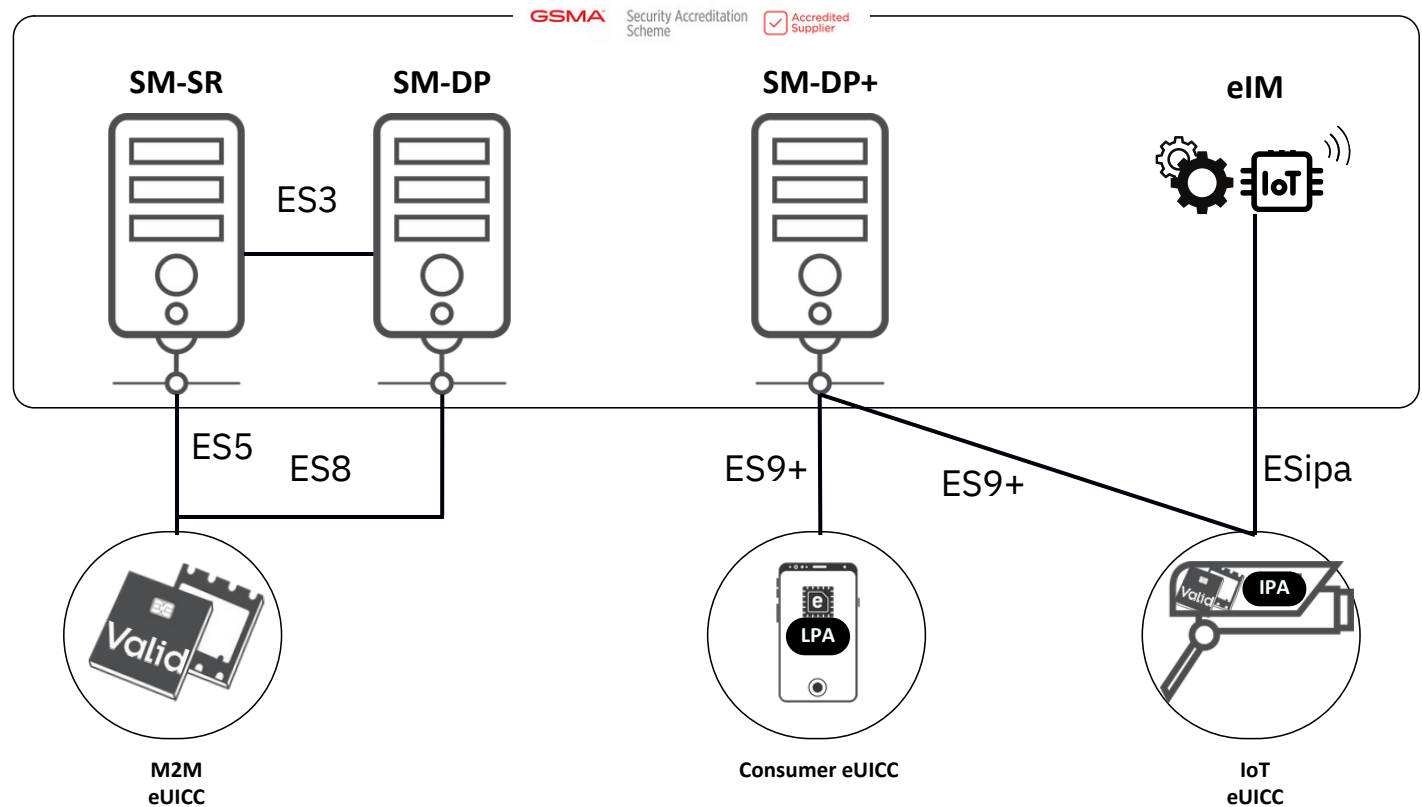 GSMA Security Accreditation
Scheme
Accredited
Supplier
SM-SR
SM-DP
SM-DP+
eIM
IoT
ES3
ES5
ES8
ES9+
ES9+
ESipa
Valid
e
LPA
Valid
IPA
M2M
eUICC
Consumer eUICC
IoT
eUICC